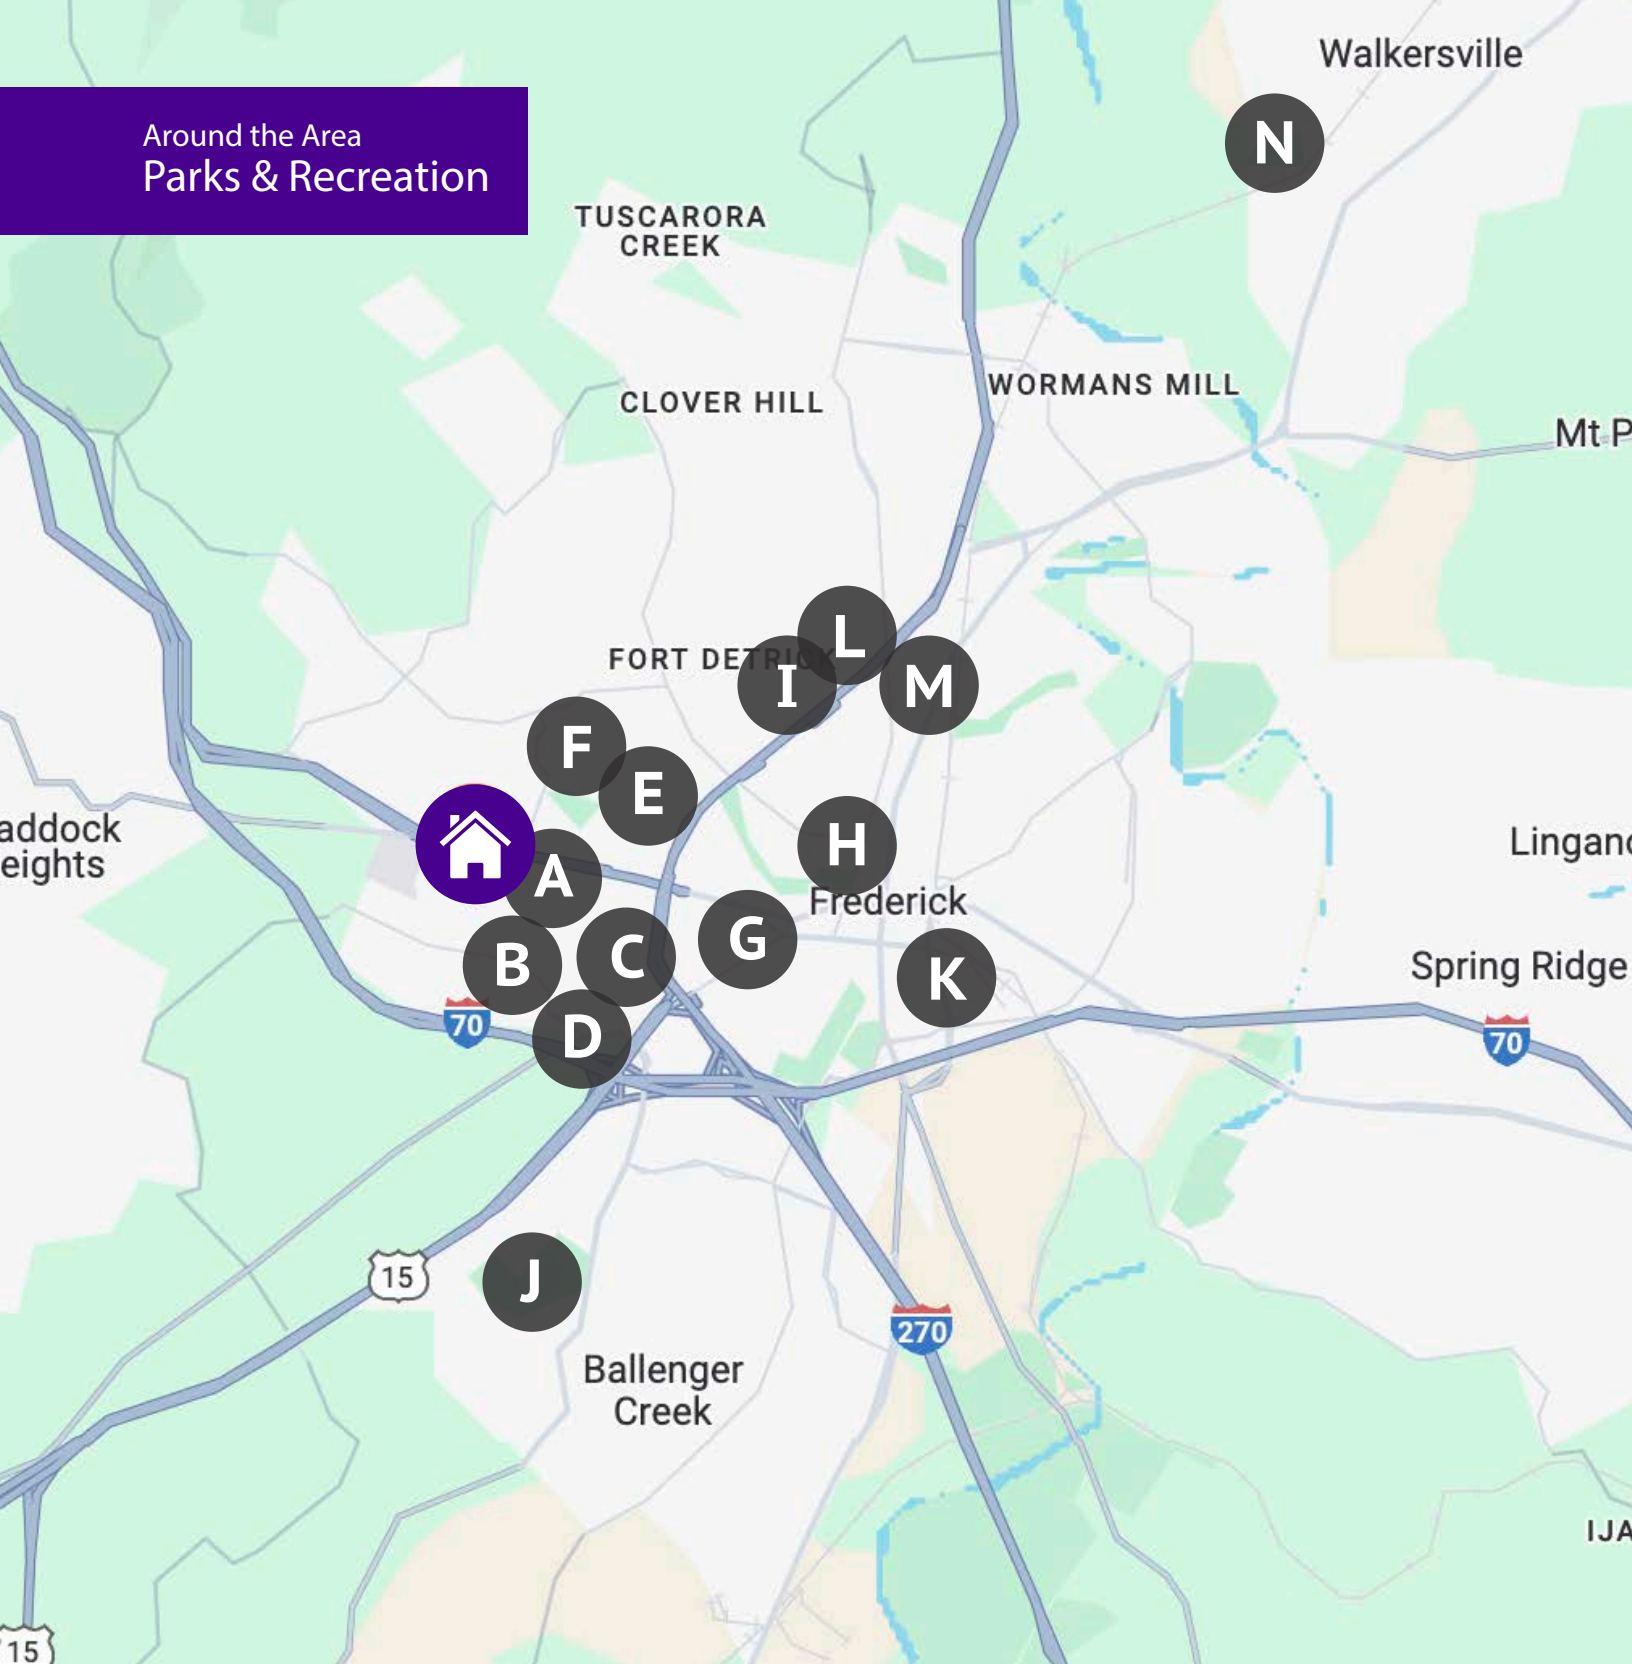 Walkersville
Around the Area
Parks & Recreation
N
TUSCARORA
CREEK
WORMANS MILL
CLOVER HILL
Mt P
L
FORT DETRICK
I
M
F
E
addock
eights
H
Lingano
A
Frederick
G
B
C
K
Spring Ridge
70
D
70
15
J
270
Ballenger
Creek
IJA
15